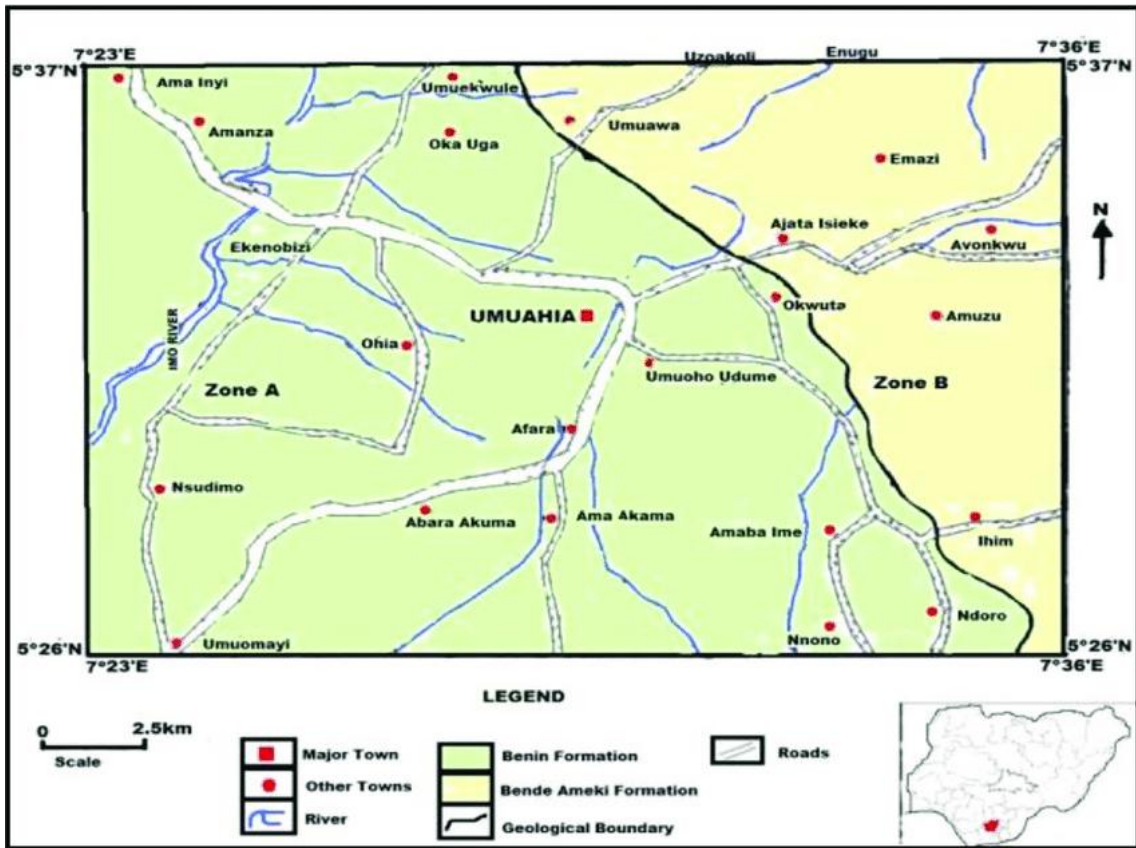 7°23'E
7°36'E
5°37'N
5°37'N
Uzoakoli
Enugu
Ama Inyi
Umuekwule
Amanza
Oka Uga
Umuawa
Emazi
N
Ajata Isieke
Avonkwu
Ekenobizi
Okwuta
UMUAHIA
Amuzu
IMO RIVER
Ohia
Umuoho Udume
Zone A
Zone B
Afara
Nsudimo
Abara Akuma
Ama Akama
Amaba Ime
Ihim
Ndoro
Nnono
Umuomayi
5°26'N
5°26'N
7°23'E
7°36'E
LEGEND
0 2.5km
Scale
Major Town
Other Towns
River
Benin Formation
Bende Ameki Formation
Geological Boundary
Roads